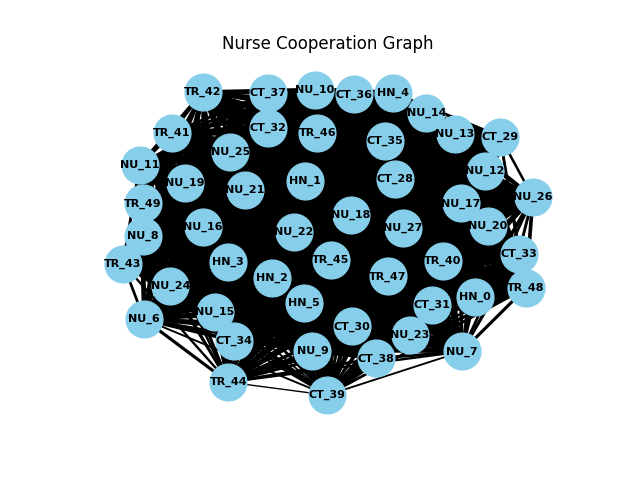 Nurse Cooperation Graph
TR_42
CT_37
NU_10
CT_36
HN_4
NU_14
CT_32
TR_46
TR_41
CT_35
NU_13
CT_29
NU_25
NU_11
NU_12
NU_19
NU_21
HN_1
CT_28
NU_26
TR_49
NU_17
NU_18
NU_16
NU_22
NU_27
NU_20
NU_8
TR_43
HN_3
TR_45
TR_40
CT_33
HN_2
TR_47
NU_24
TR_48
HN_0
HN_5
CT_31
NU_15
NU_6
CT_30
CT_34
NU_23
NU_9
CT_38
NU_7
TR_44
CT_39